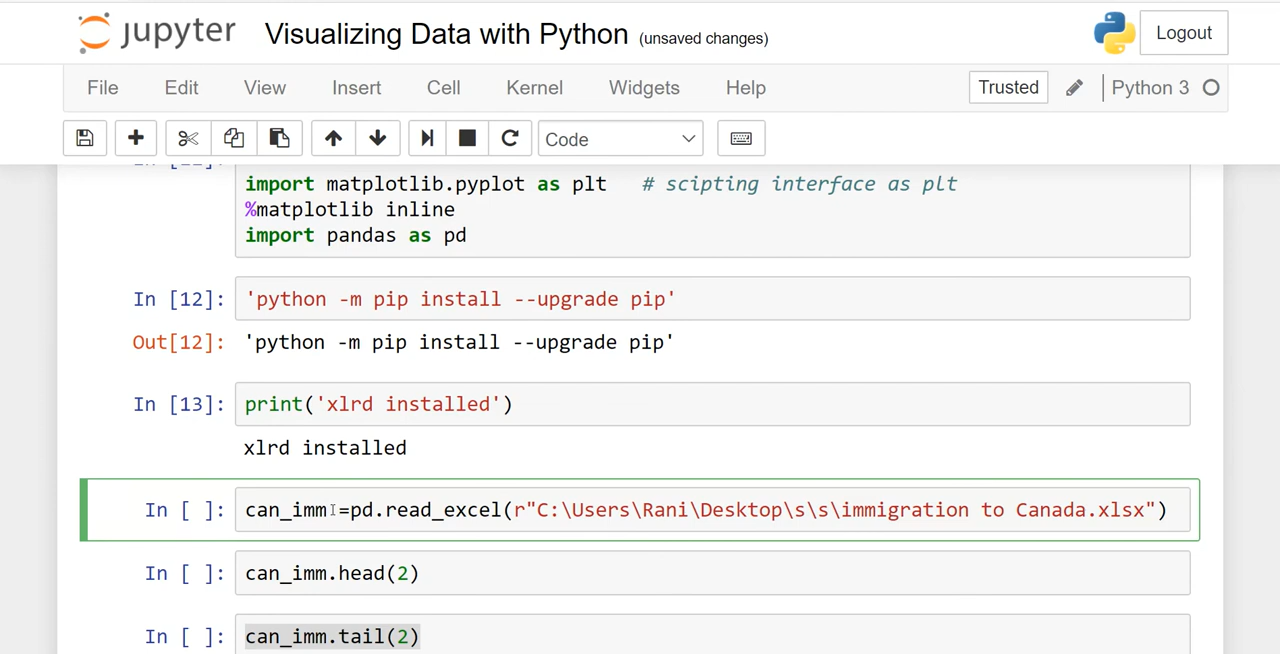 jupyter Visualizing Data with Python (unsaved changes) Logout
File Edit View Insert Cell Kernel Widgets Help Trusted Python 3
Code
import matplotlib.pyplot as plt # scipting interface as plt
%matplotlib inline
import pandas as pd
In [12]: 'python -m pip install --upgrade pip'
Out[12]: 'python -m pip install --upgrade pip'
In [13]: print('xlrd installed')
xlrd installed
In [ ]: can_imm=pd.read_excel(r"C:\Users\Rani\Desktop\s\s\immigration to Canada.xlsx")
In [ ]: can_imm.head(2)
In [ ]: can_imm.tail(2)